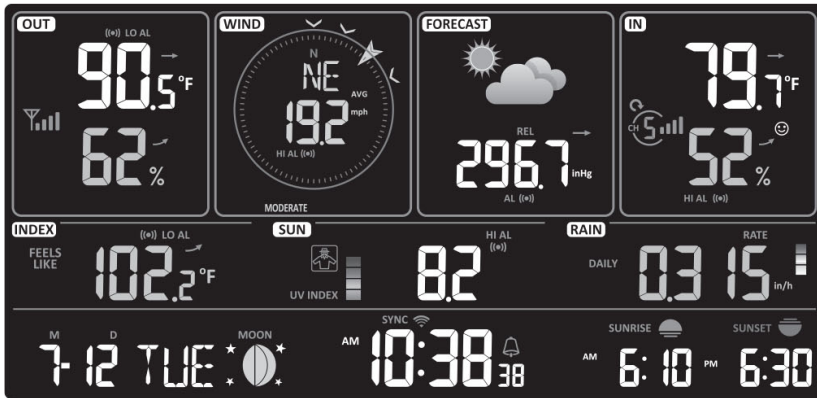 OUT
((•)) LO AL
90.5°F
62%
WIND
N
NE
AVG
19.2 mph
HI AL ((•))
MODERATE
FORECAST
REL
296.7 inHg
AL ((•))
IN
79.7°F
CH 5
52%
HI AL ((•))
INDEX
((•)) LO AL
FEELS
LIKE
102.2°F
SUN
HI AL
((•))
UV INDEX
8.2
RAIN
RATE
DAILY
0.315 in/h
M D
7-12 TUE
MOON
SYNC
AM 10:38 38
SUNRISE
AM 6:10
SUNSET
PM 6:30